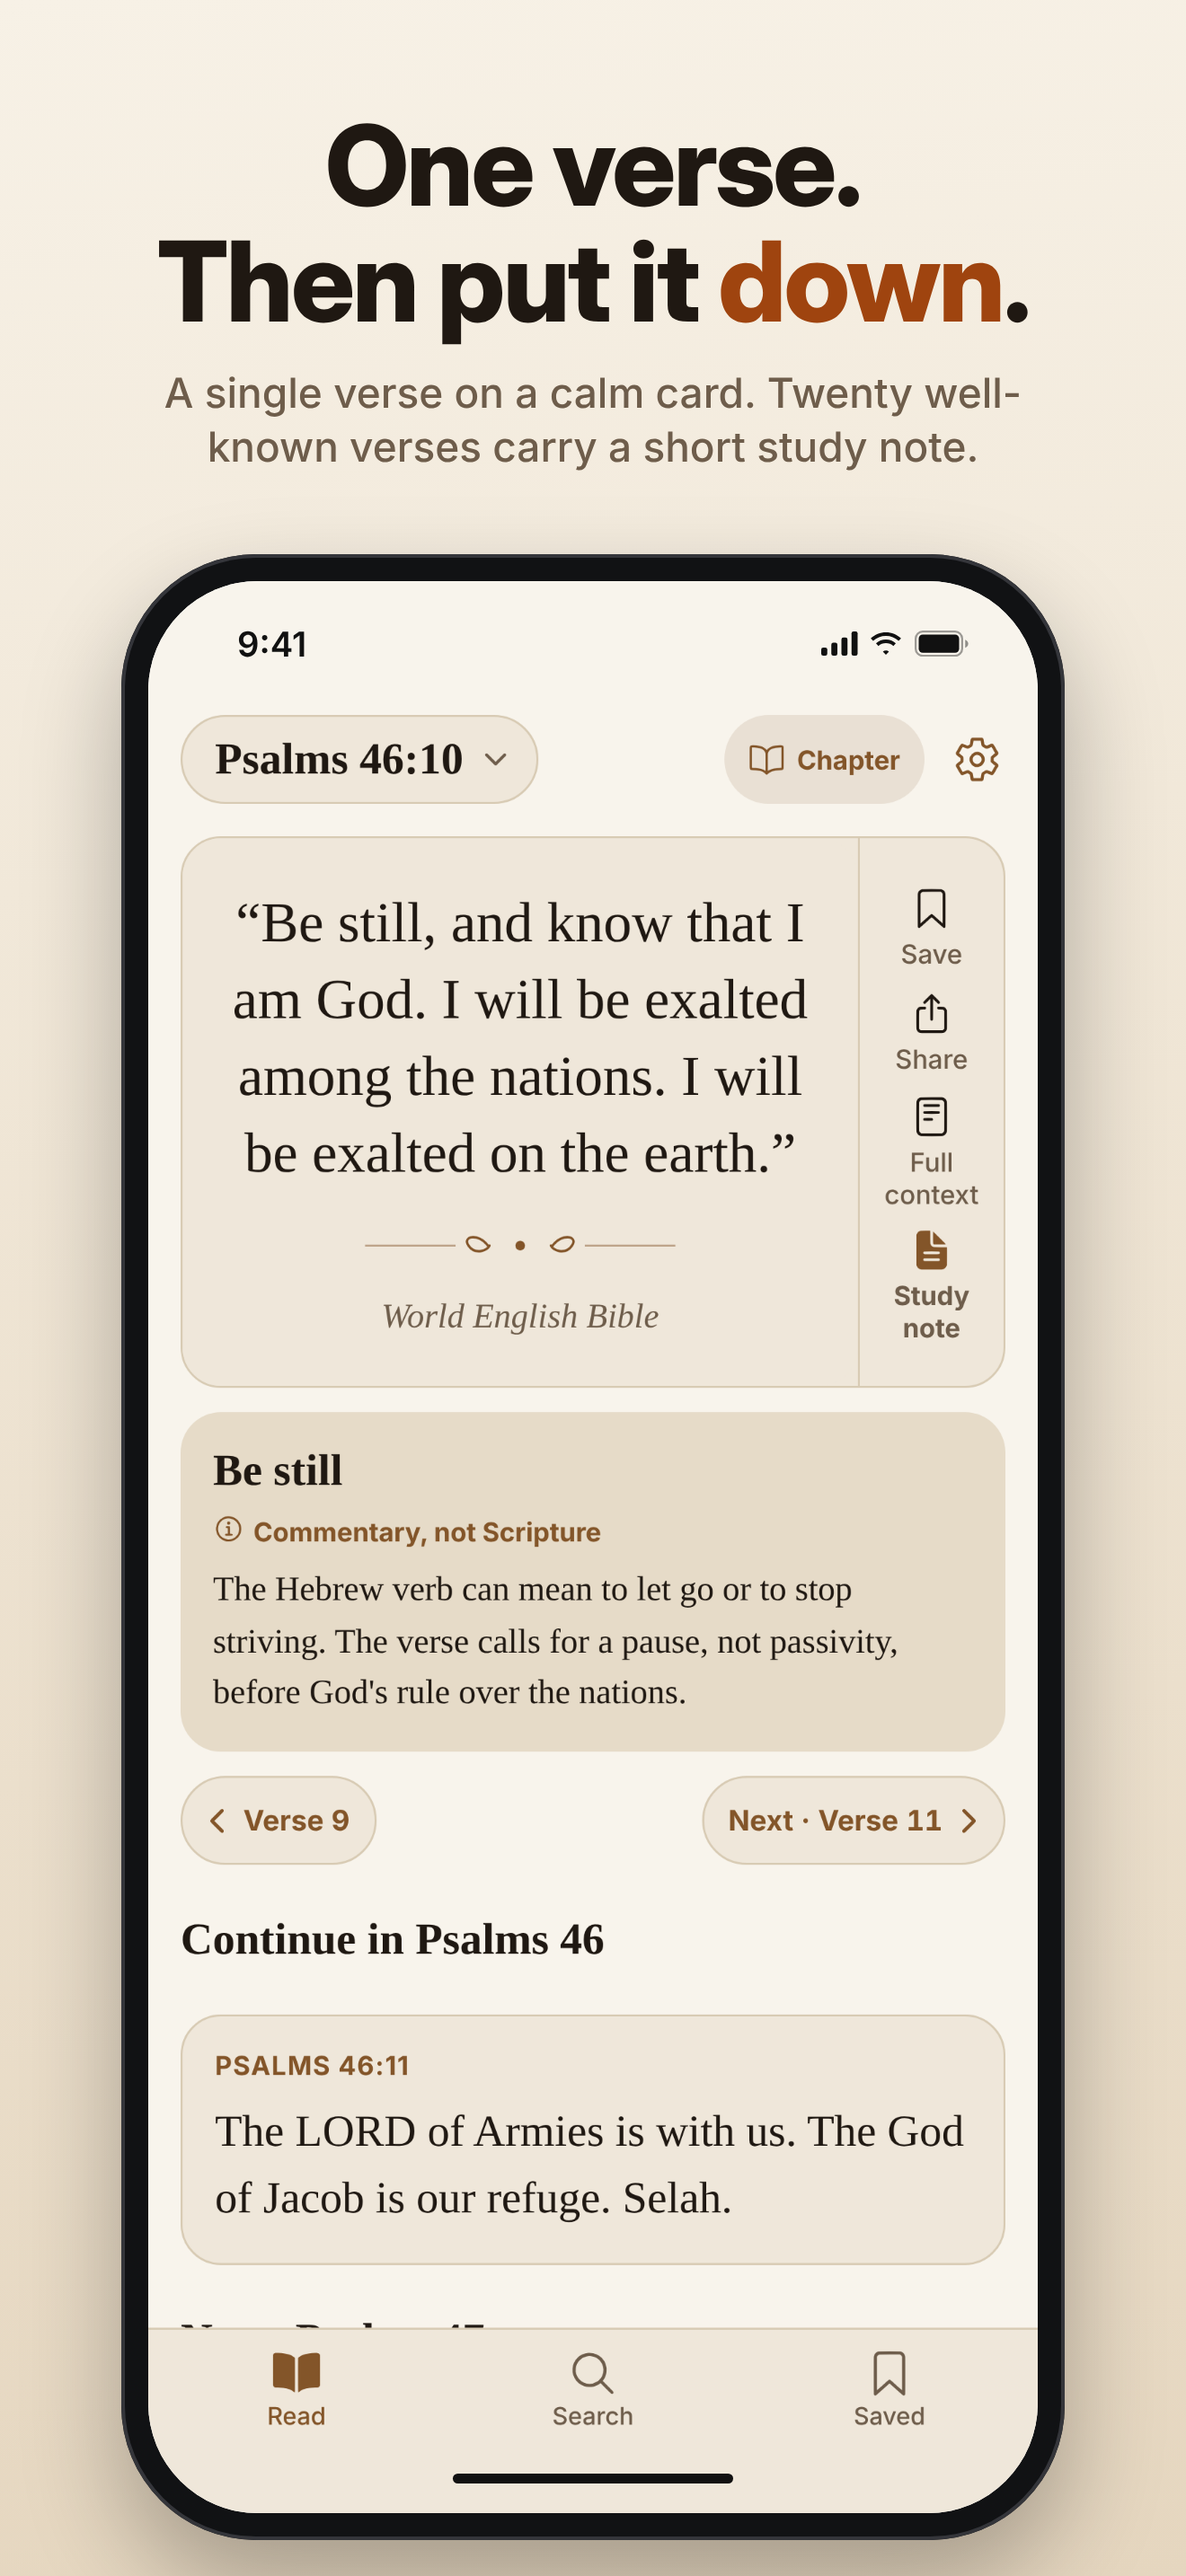 One verse.
Then put it down.
A single verse on a calm card. Twenty well-
known verses carry a short study note.
9:41
Psalms 46:10
Chapter
“Be still, and know that I
am God. I will be exalted
among the nations. I will
be exalted on the earth.”
World English Bible
Save
Share
Full
context
Study
note
Be still
Commentary, not Scripture
The Hebrew verb can mean to let go or to stop
striving. The verse calls for a pause, not passivity,
before God's rule over the nations.
Verse 9
Next · Verse 11
Continue in Psalms 46
PSALMS 46:11
The LORD of Armies is with us. The God
of Jacob is our refuge. Selah.
Read
Search
Saved